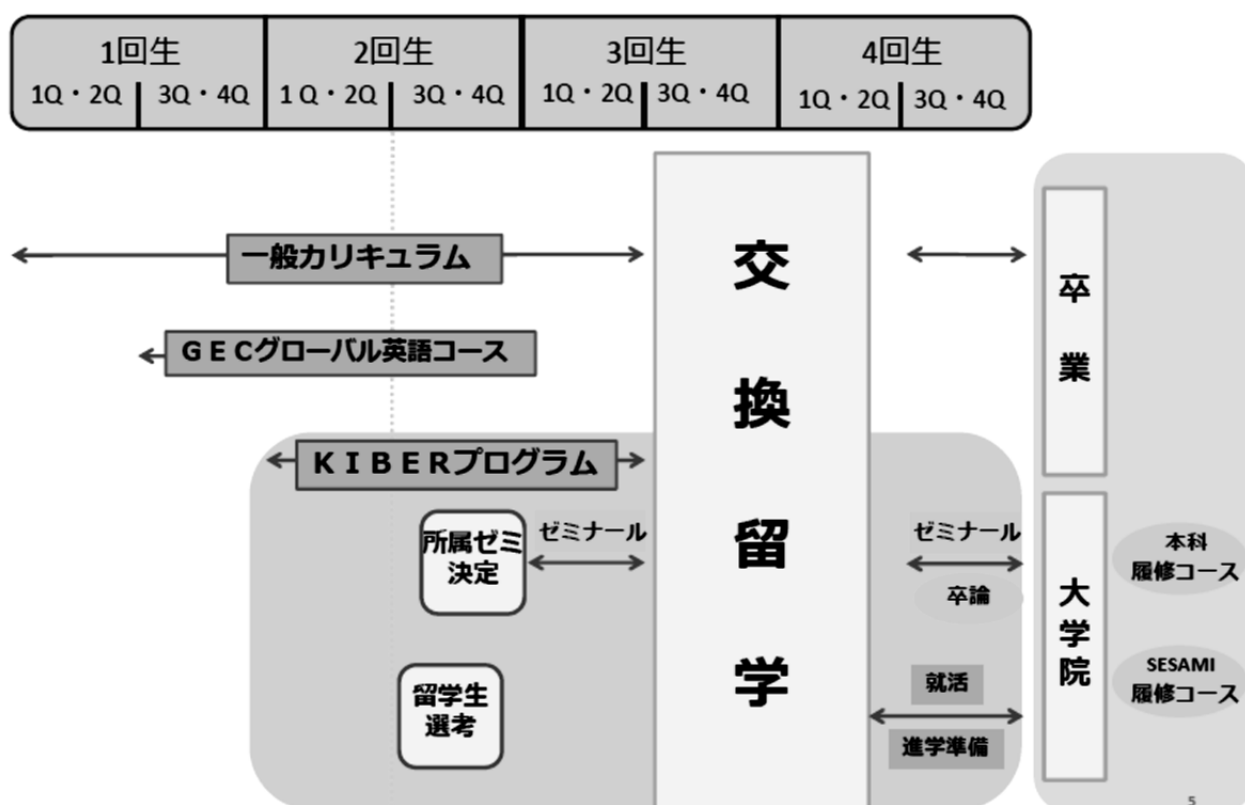 1回生
2回生
3回生
4回生
1Q・2Q
3Q・4Q
1Q・2Q
3Q・4Q
1Q・2Q
3Q・4Q
1Q・2Q
3Q・4Q
一般カリキュラム
GECグローバル英語コース
KIBERプログラム
所属ゼミ
決定
ゼミナール
留学生
選考
交換留学
ゼミナール
卒論
就活
進学準備
卒業
大学院
本科
履修コース
SESAMI
履修コース
5